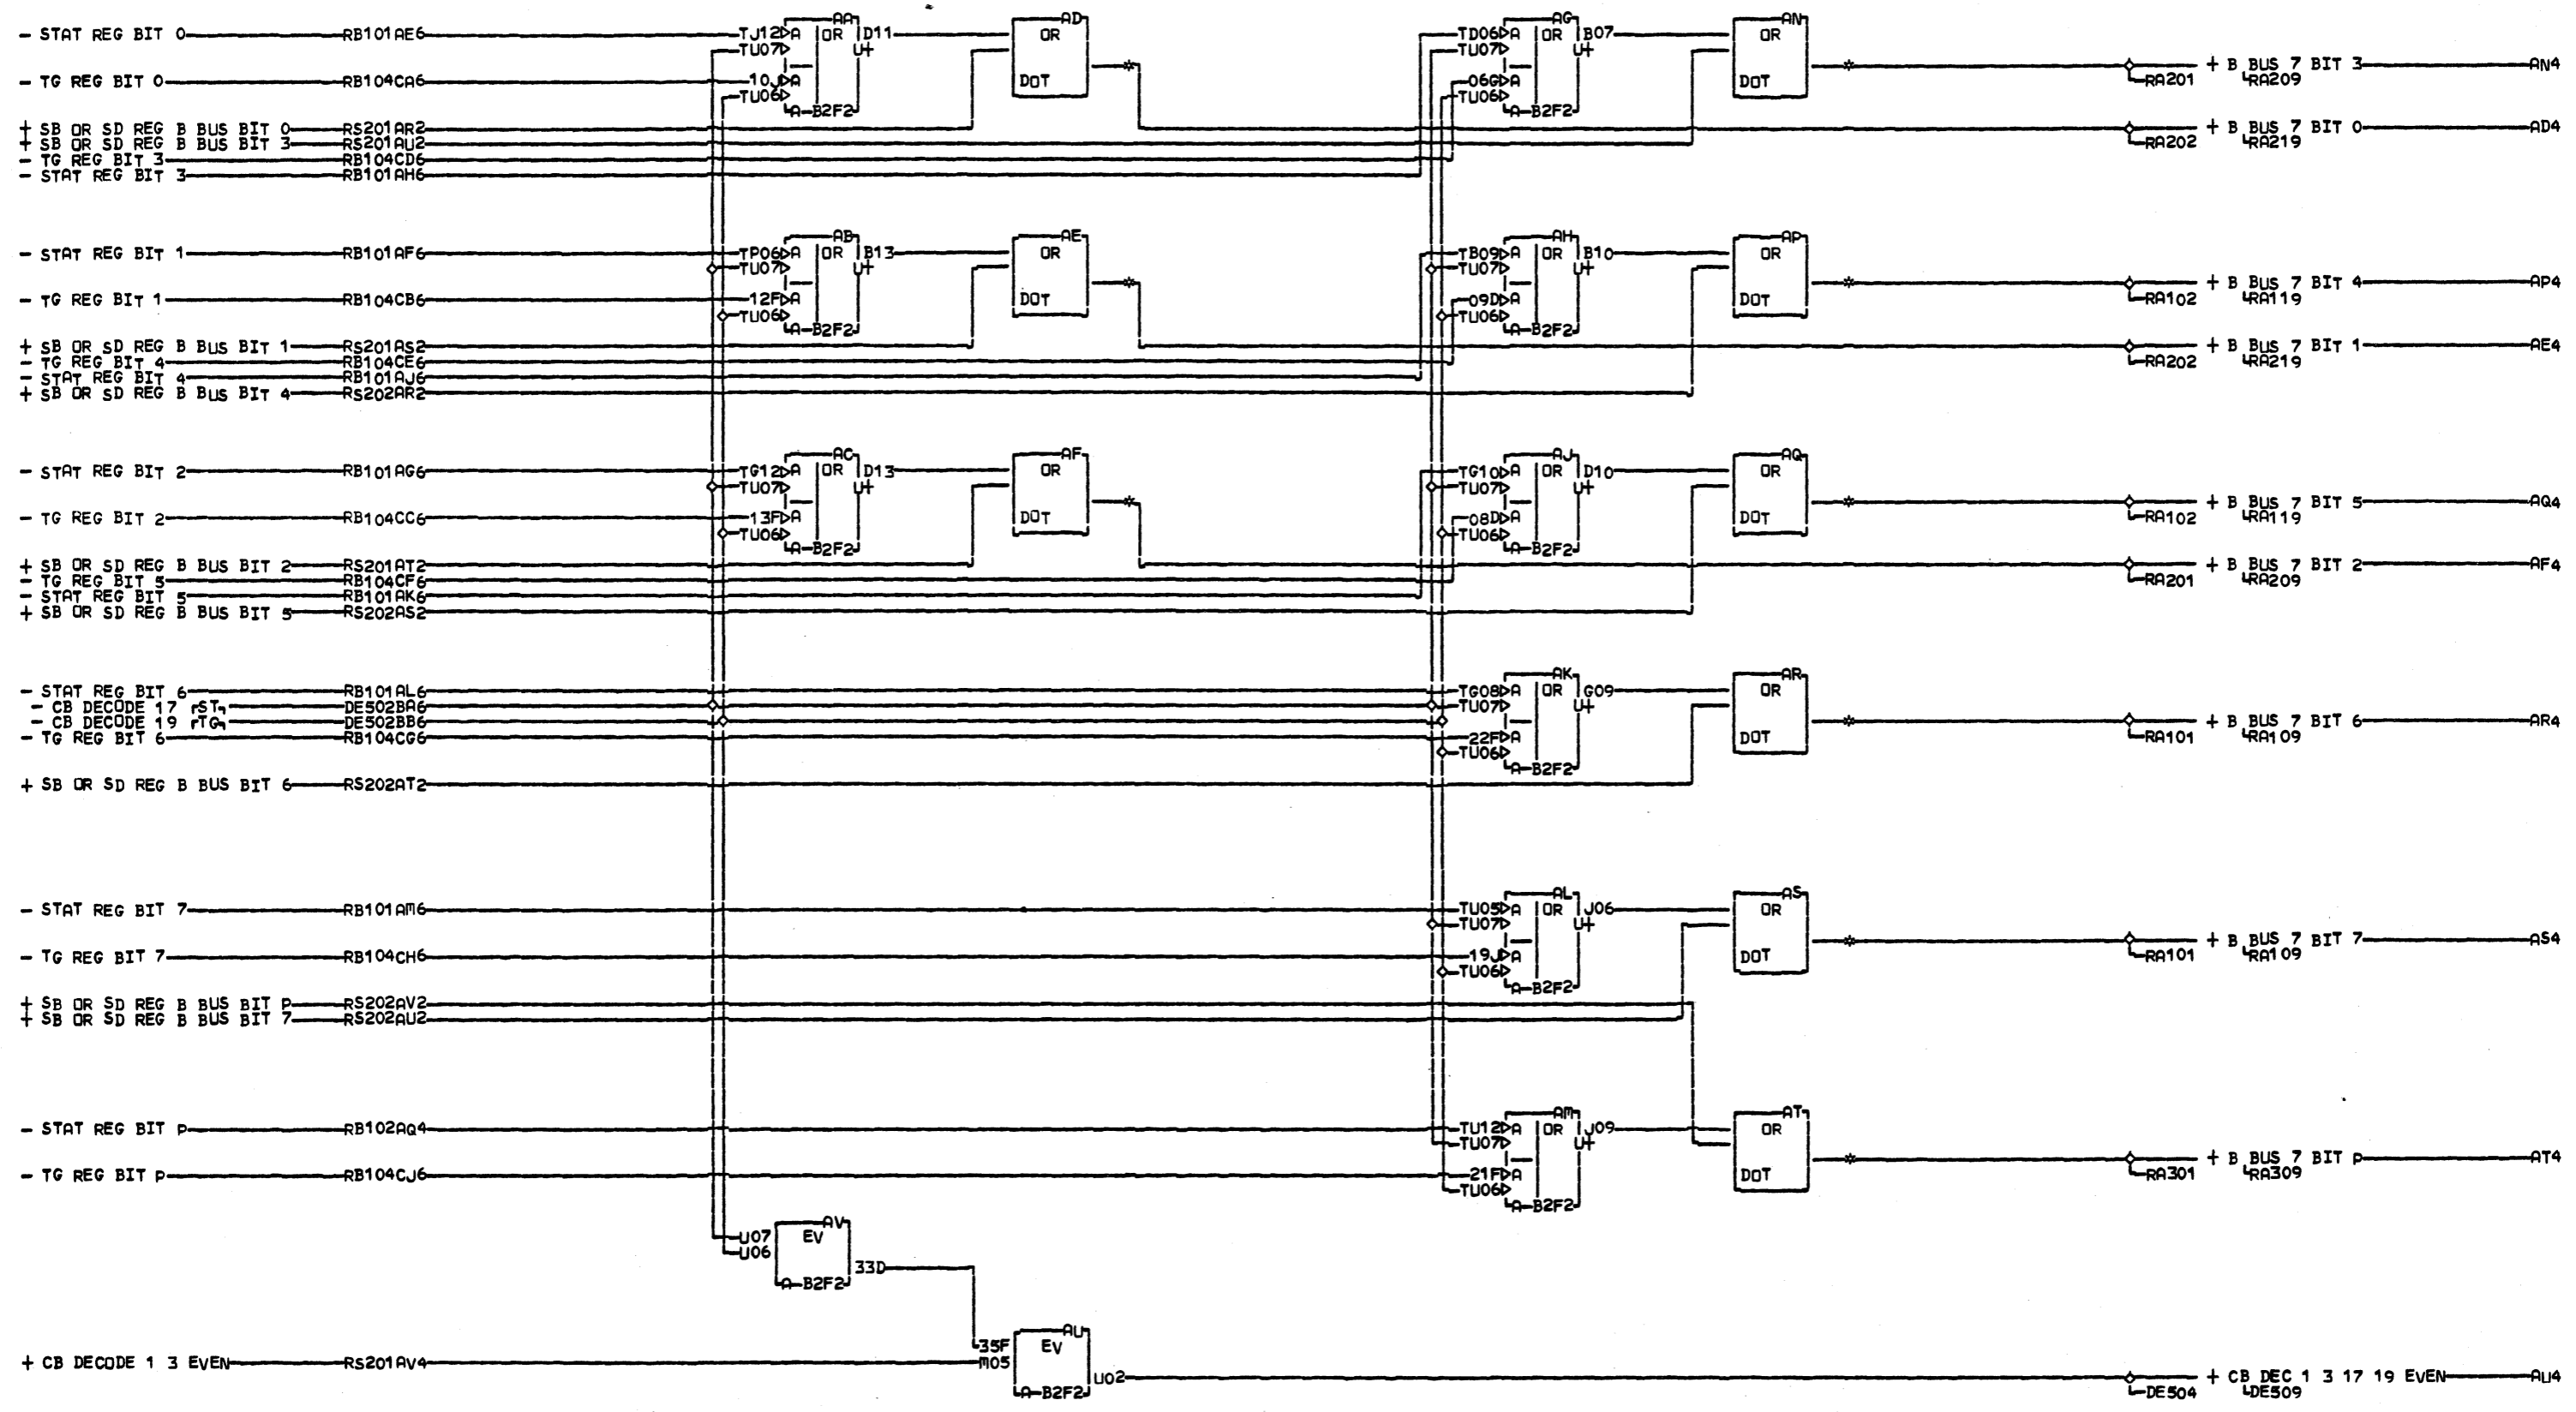 AA AD AG AN
- STAT REG BIT 0 RB101AE6 TJ12 A OR D11 OR TD06 A OR B07 OR
TU07 U+ TU07 U+
+ B BUS 7 BIT 3 AN4
- TG REG BIT 0 RB104CA6 10J A DOT 06G A DOT RA201 RA209
TU06 TU06
A-B2F2 A-B2F2
+ SB OR SD REG B BUS BIT 0 RS201AR2 + B BUS 7 BIT 0 AD4
+ SB OR SD REG B BUS BIT 3 RS201AU2 RA202 RA219
- TG REG BIT 3 RB104CD6
- STAT REG BIT 3 RB101AH6
AB AE AH AP
- STAT REG BIT 1 RB101AF6 TP06 A OR B13 OR TB09 A OR B10 OR
TU07 U+ TU07 U+
+ B BUS 7 BIT 4 AP4
- TG REG BIT 1 RB104CB6 12F A DOT 09D A DOT RA102 RA119
TU06 TU06
A-B2F2 A-B2F2
+ SB OR SD REG B BUS BIT 1 RS201AS2 + B BUS 7 BIT 1 AE4
- TG REG BIT 4 RB104CE6 RA202 RA219
- STAT REG BIT 4 RB101AJ6
+ SB OR SD REG B BUS BIT 4 RS202AR2
AC AF AJ AQ
- STAT REG BIT 2 RB101AG6 TG12 A OR D13 OR TG10 A OR D10 OR
TU07 U+ TU07 U+
+ B BUS 7 BIT 5 AQ4
- TG REG BIT 2 RB104CC6 13F A DOT 08D A DOT RA102 RA119
TU06 TU06
A-B2F2 A-B2F2
+ SB OR SD REG B BUS BIT 2 RS201AT2 + B BUS 7 BIT 2 AF4
- TG REG BIT 5 RB104CF6 RA201 RA209
- STAT REG BIT 5 RB101AK6
+ SB OR SD REG B BUS BIT 5 RS202AS2
AK AR
- STAT REG BIT 6 RB101AL6 TG08 A OR G09 OR
- CB DECODE 17 ┌ST┐ DE502BA6 TU07 U+
- CB DECODE 19 ┌TG┐ DE502BB6 + B BUS 7 BIT 6 AR4
- TG REG BIT 6 RB104CG6 22F A DOT RA101 RA109
TU06
A-B2F2
+ SB OR SD REG B BUS BIT 6 RS202AT2
AL AS
- STAT REG BIT 7 RB101AM6 TU05 A OR J06 OR
TU07 U+
+ B BUS 7 BIT 7 AS4
- TG REG BIT 7 RB104CH6 19J A DOT RA101 RA109
TU06
A-B2F2
+ SB OR SD REG B BUS BIT P RS202AV2
+ SB OR SD REG B BUS BIT 7 RS202AU2
AM AT
- STAT REG BIT P RB102AQ4 TU12 A OR J09 OR
TU07 U+
+ B BUS 7 BIT P AT4
- TG REG BIT P RB104CJ6 21F A DOT RA301 RA309
TU06
A-B2F2
AV
U07 EV
U06
33D
A-B2F2
AU
35F EV
+ CB DECODE 1 3 EVEN RS201AV4 M05
U02 + CB DEC 1 3 17 19 EVEN AU4
A-B2F2 DE504 DE509